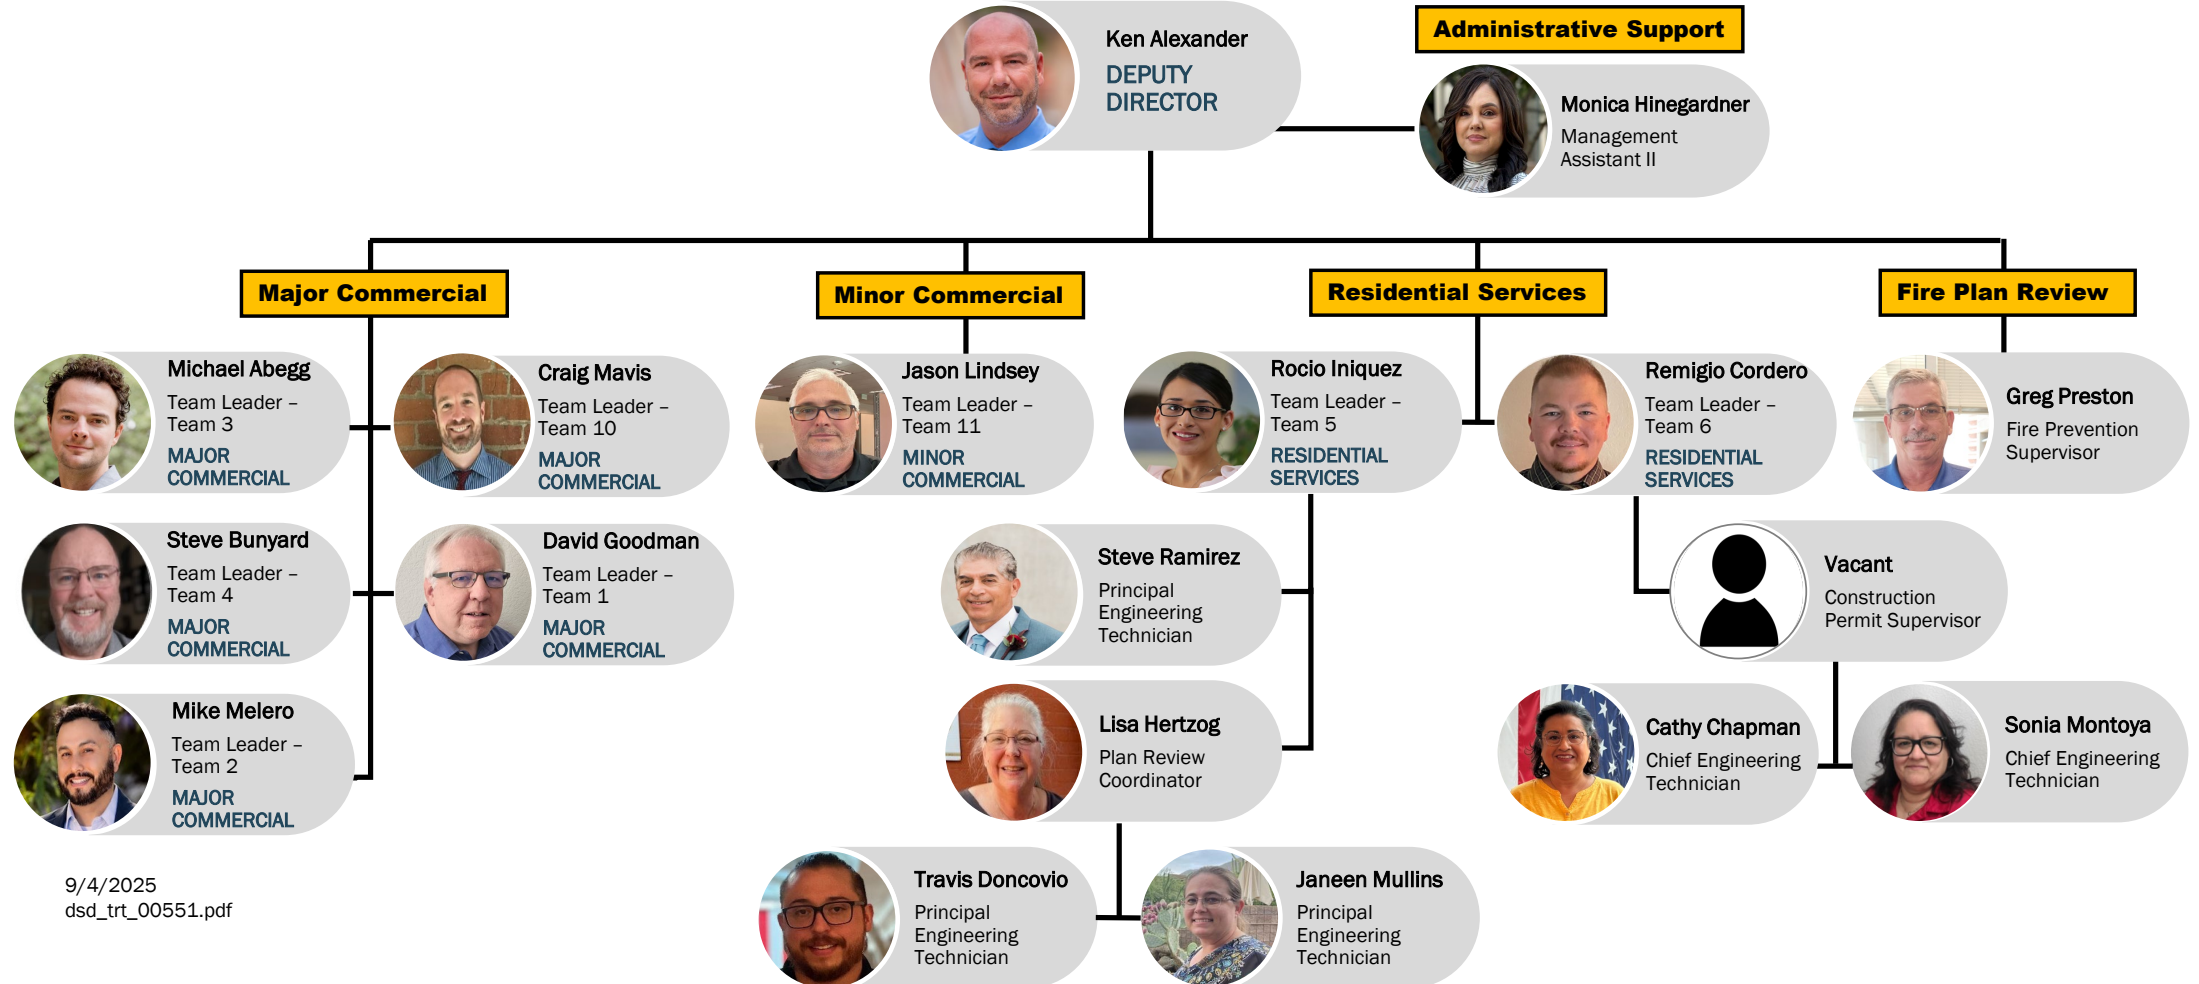 Ken Alexander
DEPUTY
DIRECTOR
Administrative Support
Monica Hinegardner
Management
Assistant II
Major Commercial
Minor Commercial
Residential Services
Fire Plan Review
Michael Abegg
Team Leader –
Team 3
MAJOR
COMMERCIAL
Craig Mavis
Team Leader –
Team 10
MAJOR
COMMERCIAL
Jason Lindsey
Team Leader –
Team 11
MINOR
COMMERCIAL
Rocio Iniquez
Team Leader –
Team 5
RESIDENTIAL
SERVICES
Remigio Cordero
Team Leader –
Team 6
RESIDENTIAL
SERVICES
Greg Preston
Fire Prevention
Supervisor
Steve Bunyard
Team Leader –
Team 4
MAJOR
COMMERCIAL
David Goodman
Team Leader –
Team 1
MAJOR
COMMERCIAL
Steve Ramirez
Principal
Engineering
Technician
Vacant
Construction
Permit Supervisor
Mike Melero
Team Leader –
Team 2
MAJOR
COMMERCIAL
Lisa Hertzog
Plan Review
Coordinator
Cathy Chapman
Chief Engineering
Technician
Sonia Montoya
Chief Engineering
Technician
Travis Doncovio
Principal
Engineering
Technician
Janeen Mullins
Principal
Engineering
Technician
9/4/2025
dsd_trt_00551.pdf